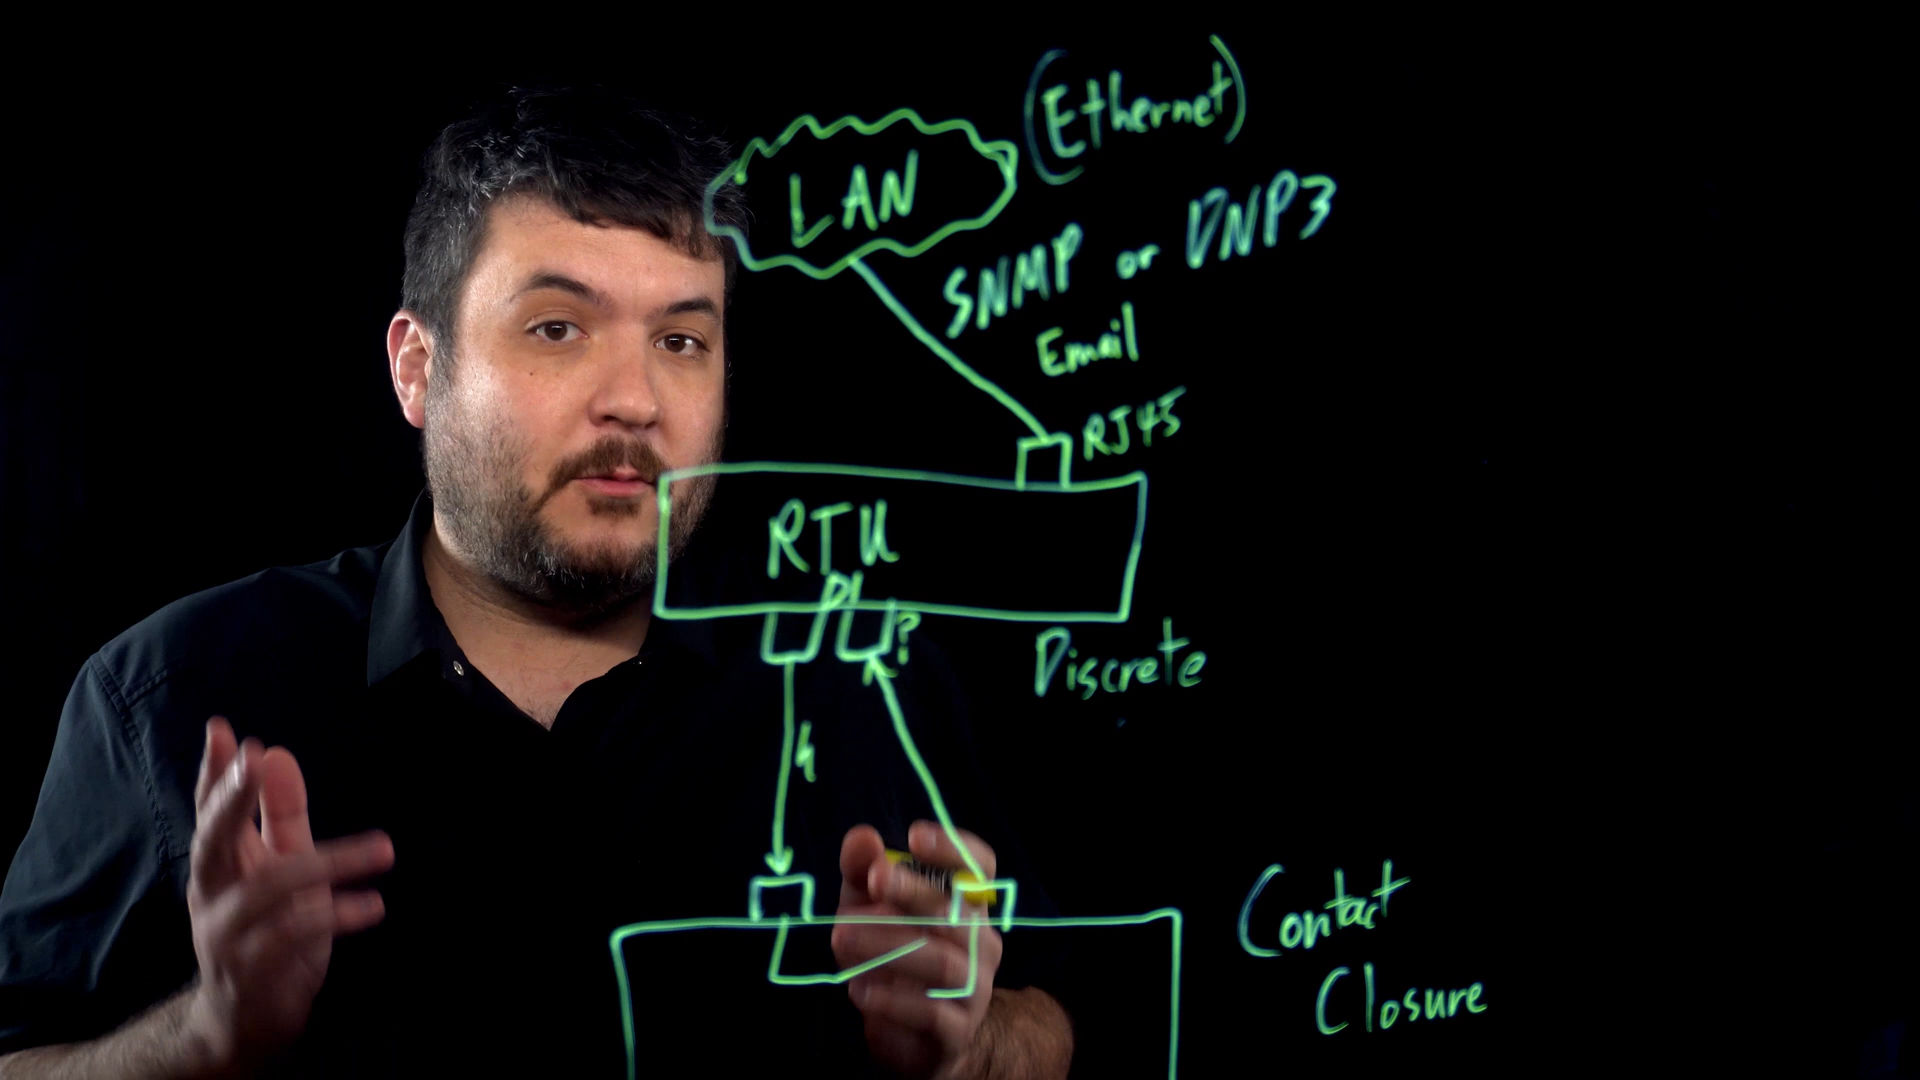 (Ethernet)
LAN
SNMP or DNP3
Email
RJ45
RTU
?
Discrete
Contact
Closure